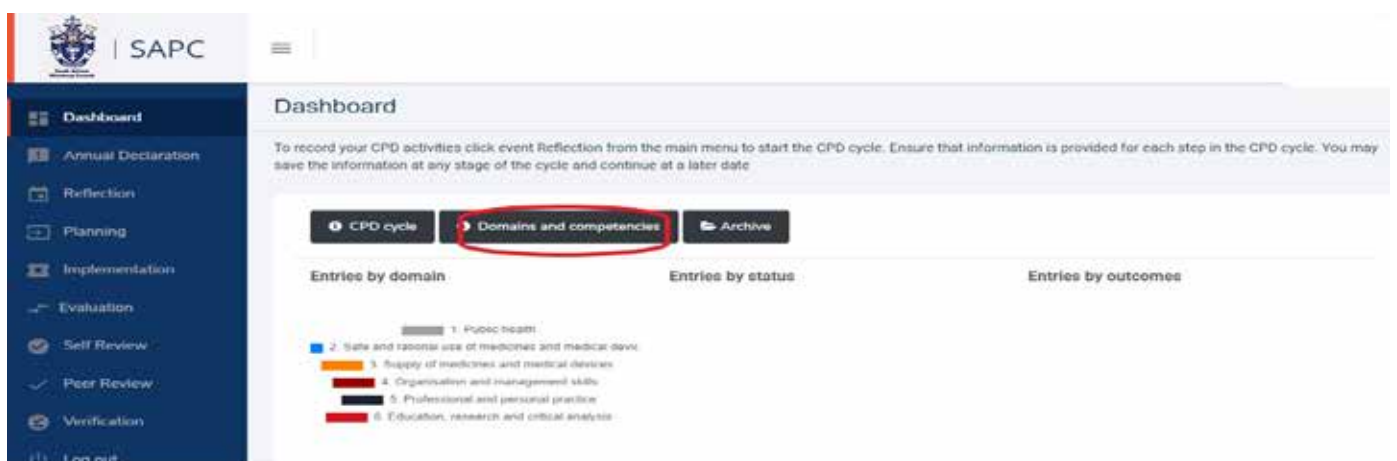 | SAPC
Dashboard
Annual Declaration
Reflection
Planning
Implementation
Evaluation
Self Review
Peer Review
Verification
Log out
Dashboard
To record your CPD activities click event Reflection from the main menu to start the CPD cycle. Ensure that information is provided for each step in the CPD cycle. You may
save the information at any stage of the cycle and continue at a later date
CPD cycle
Domains and competencies
Archive
Entries by domain
Entries by status
Entries by outcomes
1. Public health
2. Safe and rational use of medicines and medical devic
3. Supply of medicines and medical devices
4. Organisation and management skills
5. Professional and personal practice
6. Education, research and critical analysis